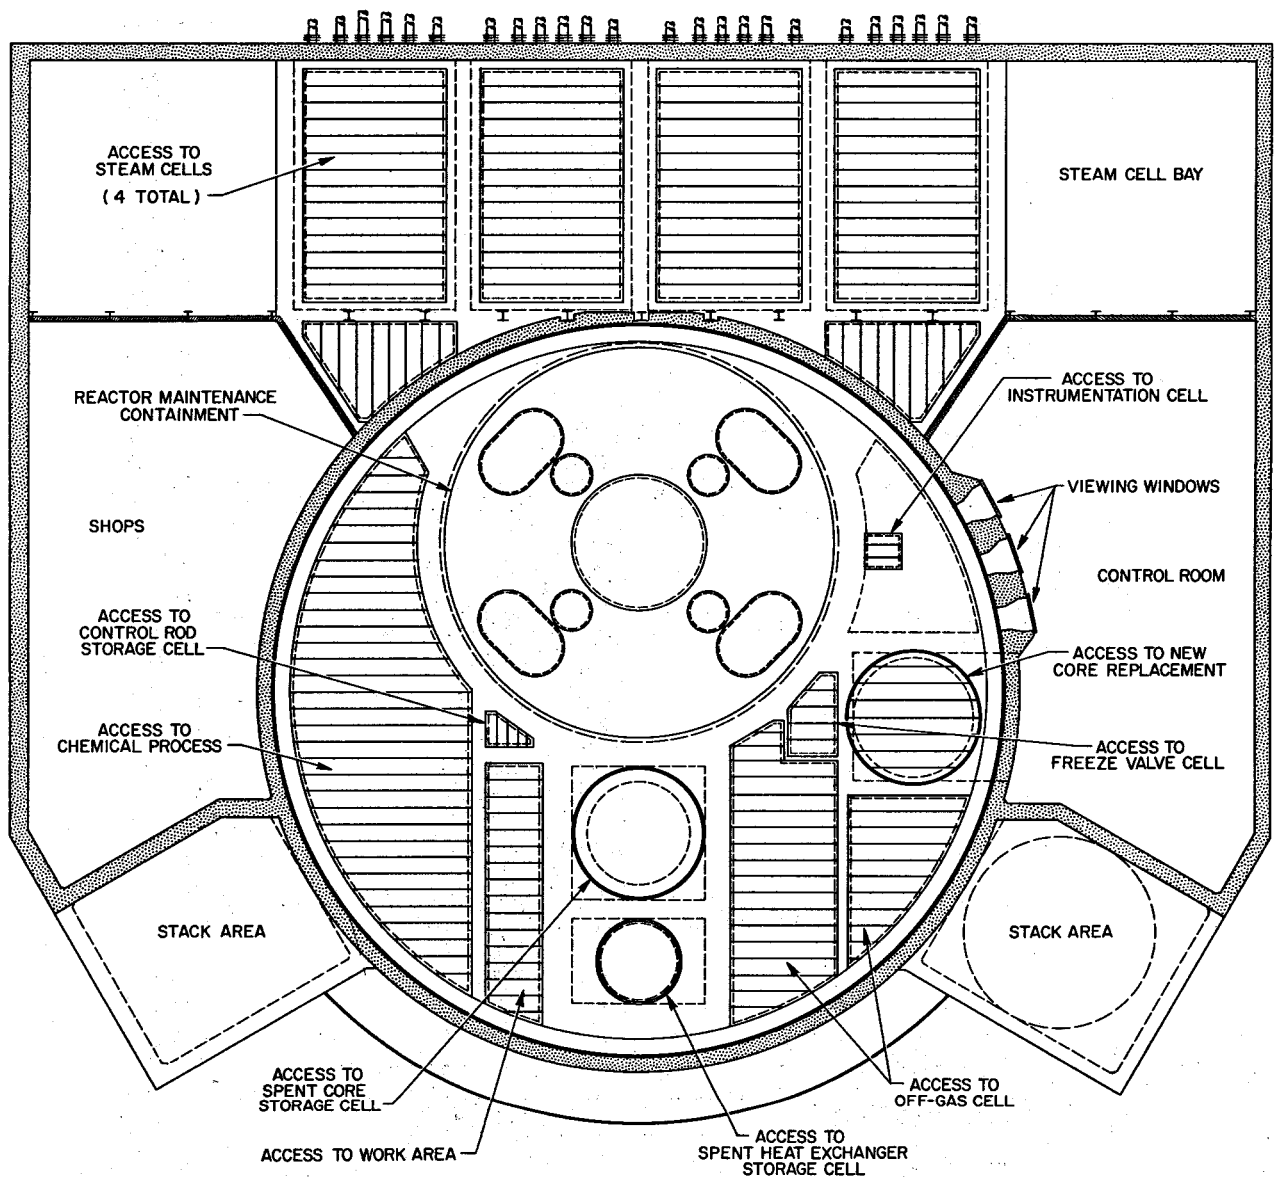 ACCESS TO
STEAM CELLS
(4 TOTAL)
STEAM CELL BAY
REACTOR MAINTENANCE
CONTAINMENT
ACCESS TO
INSTRUMENTATION CELL
VIEWING WINDOWS
SHOPS
CONTROL ROOM
ACCESS TO
CONTROL ROD
STORAGE CELL
ACCESS TO NEW
CORE REPLACEMENT
ACCESS TO
CHEMICAL PROCESS
ACCESS TO
FREEZE VALVE CELL
STACK AREA
STACK AREA
ACCESS TO
SPENT CORE
STORAGE CELL
ACCESS TO
OFF-GAS CELL
ACCESS TO WORK AREA
ACCESS TO
SPENT HEAT EXCHANGER
STORAGE CELL